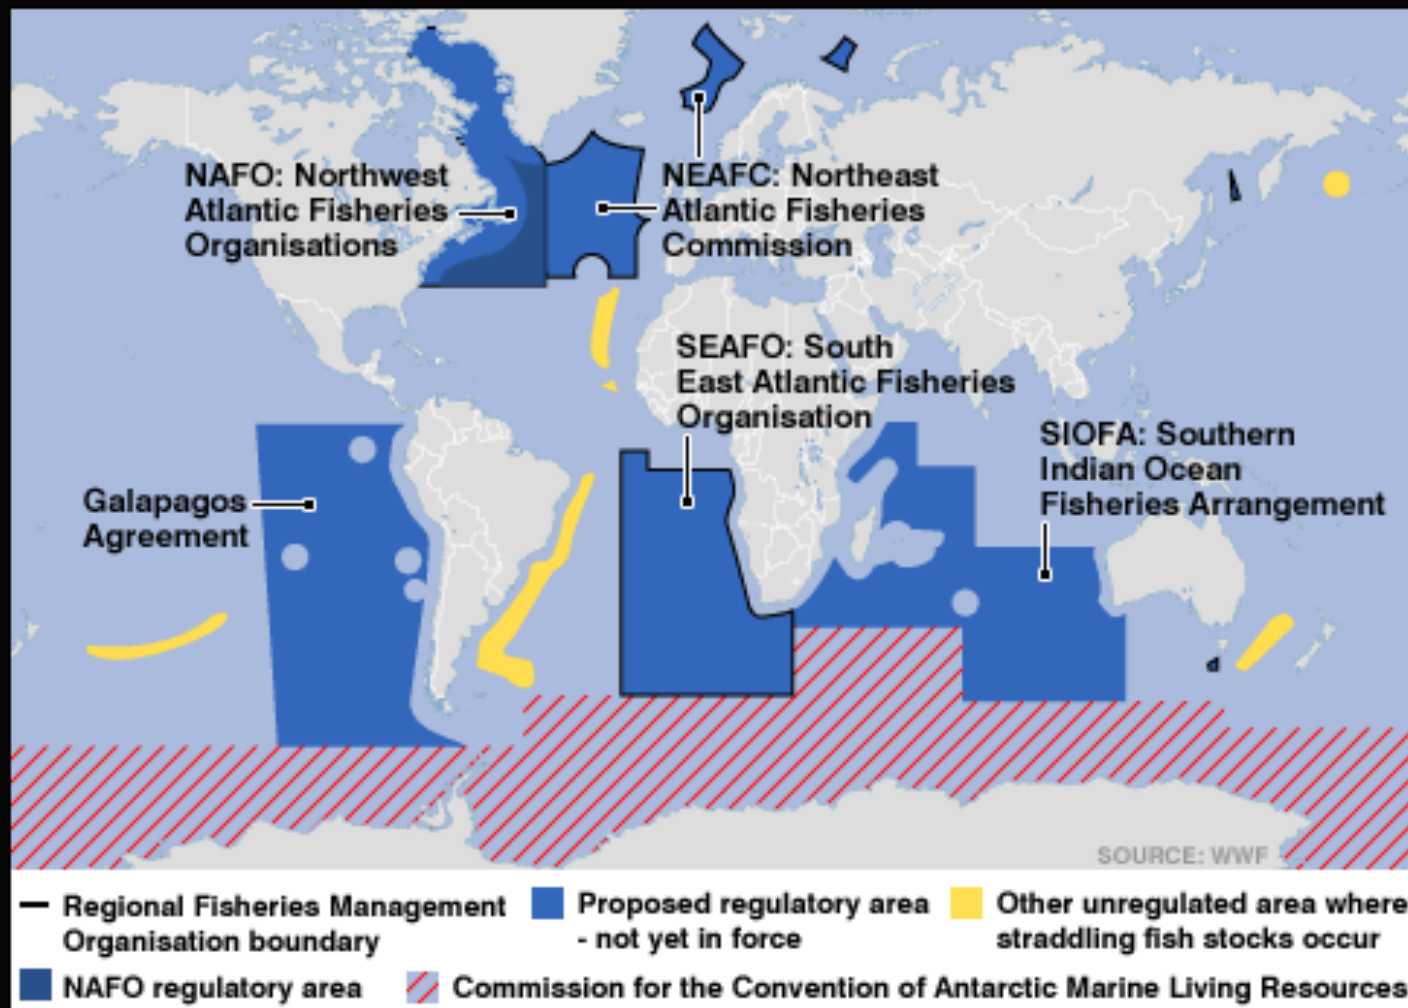 NAFO: Northwest
Atlantic Fisheries
Organisations
NEAFC: Northeast
Atlantic Fisheries
Commission
SEAFO: South
East Atlantic Fisheries
Organisation
SIOFA: Southern
Indian Ocean
Fisheries Arrangement
Galapagos
Agreement
SOURCE: WWF
Regional Fisheries Management
Organisation boundary
Proposed regulatory area
- not yet in force
Other unregulated area where
straddling fish stocks occur
NAFO regulatory area
Commission for the Convention of Antarctic Marine Living Resources